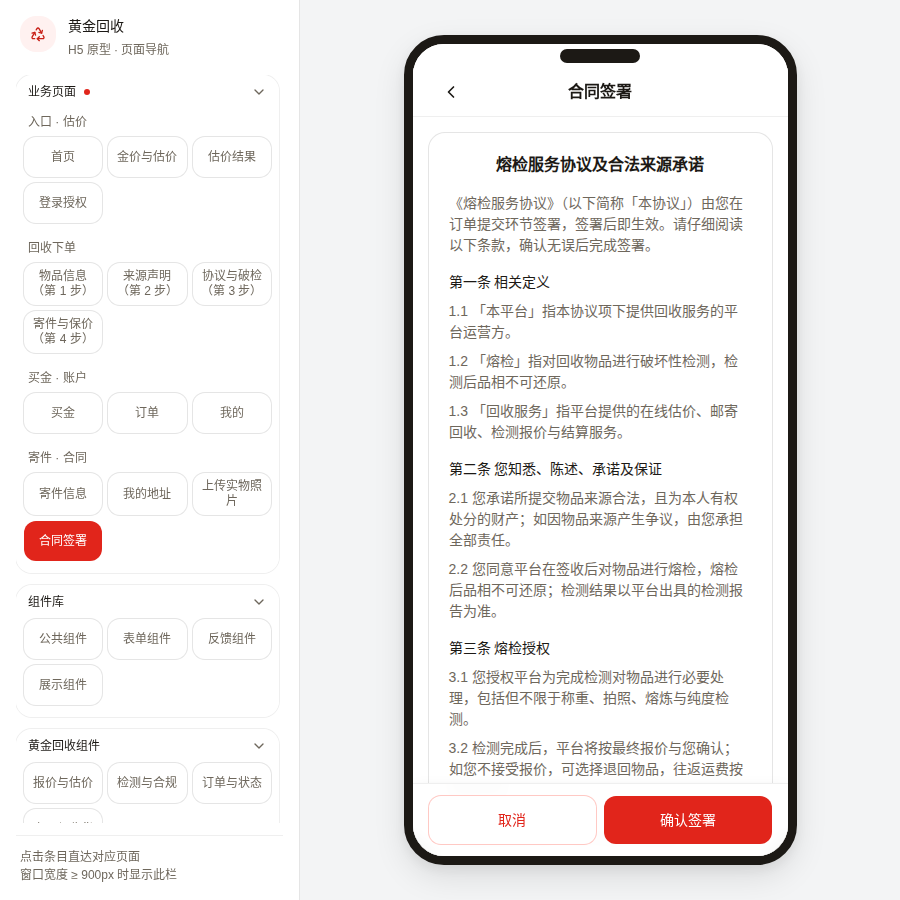 黄金回收
H5 原型 · 页面导航
业务页面
入口 · 估价
首页
金价与估价
估价结果
登录授权
回收下单
物品信息
（第 1 步）
来源声明
（第 2 步）
协议与破检
（第 3 步）
寄件与保价
（第 4 步）
买金 · 账户
买金
订单
我的
寄件 · 合同
寄件信息
我的地址
上传实物照
片
合同签署
组件库
公共组件
表单组件
反馈组件
展示组件
黄金回收组件
报价与估价
检测与合规
订单与状态
点击条目直达对应页面
窗口宽度 ≥ 900px 时显示此栏
合同签署
熔检服务协议及合法来源承诺
《熔检服务协议》（以下简称「本协议」）由您在
订单提交环节签署，签署后即生效。请仔细阅读
以下条款，确认无误后完成签署。
第一条 相关定义
1.1 「本平台」指本协议项下提供回收服务的平
台运营方。
1.2 「熔检」指对回收物品进行破坏性检测，检
测后品相不可还原。
1.3 「回收服务」指平台提供的在线估价、邮寄
回收、检测报价与结算服务。
第二条 您知悉、陈述、承诺及保证
2.1 您承诺所提交物品来源合法，且为本人有权
处分的财产；如因物品来源产生争议，由您承担
全部责任。
2.2 您同意平台在签收后对物品进行熔检，熔检
后品相不可还原；检测结果以平台出具的检测报
告为准。
第三条 熔检授权
3.1 您授权平台为完成检测对物品进行必要处
理，包括但不限于称重、拍照、熔炼与纯度检
测。
3.2 检测完成后，平台将按最终报价与您确认；
如您不接受报价，可选择退回物品，往返运费按
取消
确认签署